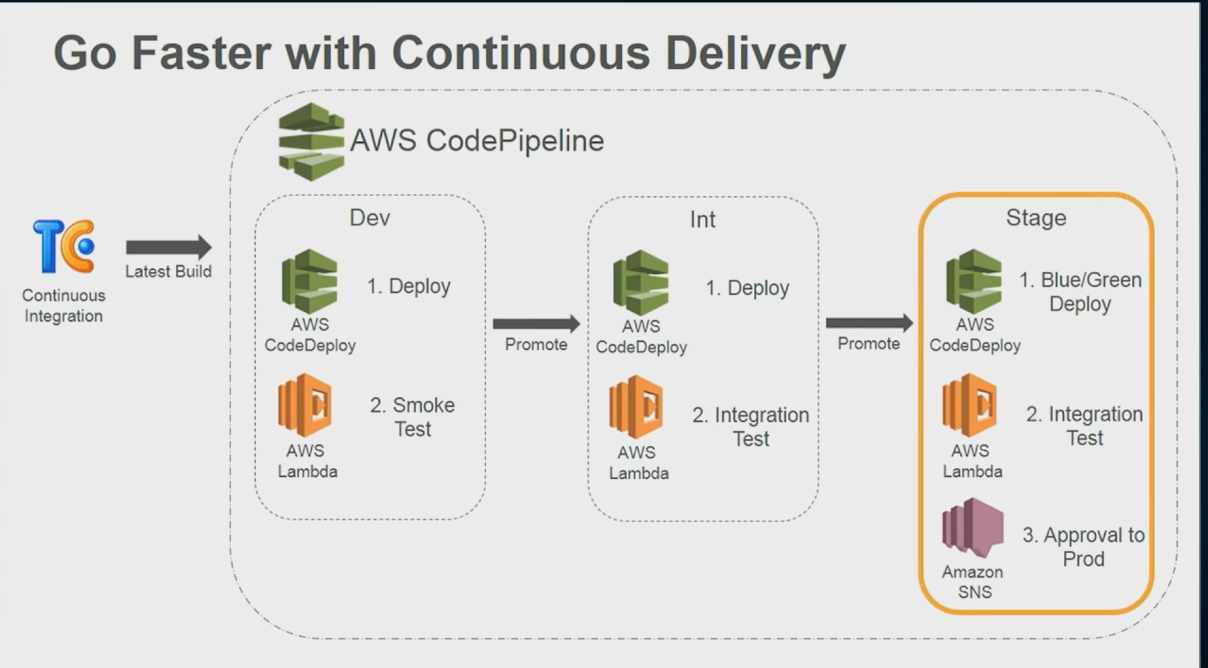 Go Faster with Continuous Delivery
AWS CodePipeline
TC
Continuous
Integration
Latest Build
Dev
1. Deploy
AWS
CodeDeploy
2. Smoke
Test
AWS
Lambda
Promote
Int
1. Deploy
AWS
CodeDeploy
2. Integration
Test
AWS
Lambda
Promote
Stage
1. Blue/Green
Deploy
AWS
CodeDeploy
2. Integration
Test
AWS
Lambda
3. Approval to
Prod
Amazon
SNS